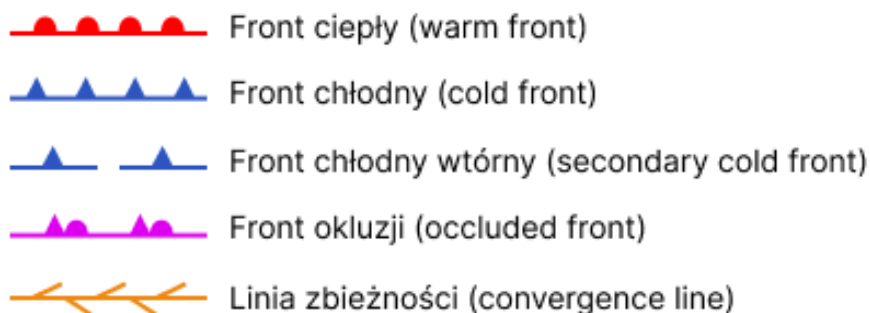 Front ciepły (warm front)
Front chłodny (cold front)
Front chłodny wtórny (secondary cold front)
Front okluzji (occluded front)
Linia zbieżności (convergence line)